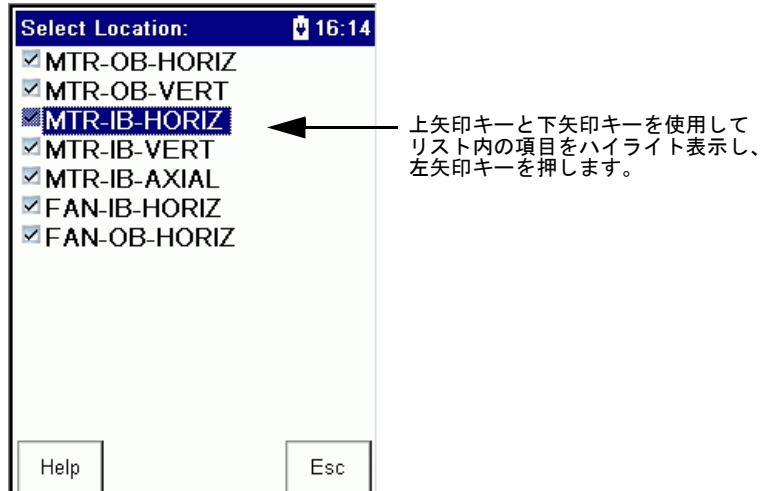 Select Location: 16:14
MTR-OB-HORIZ
MTR-OB-VERT
MTR-IB-HORIZ
MTR-IB-VERT
MTR-IB-AXIAL
FAN-IB-HORIZ
FAN-OB-HORIZ
上矢印キーと下矢印キーを使用して
リスト内の項目をハイライト表示し、
左矢印キーを押します。
Help Esc